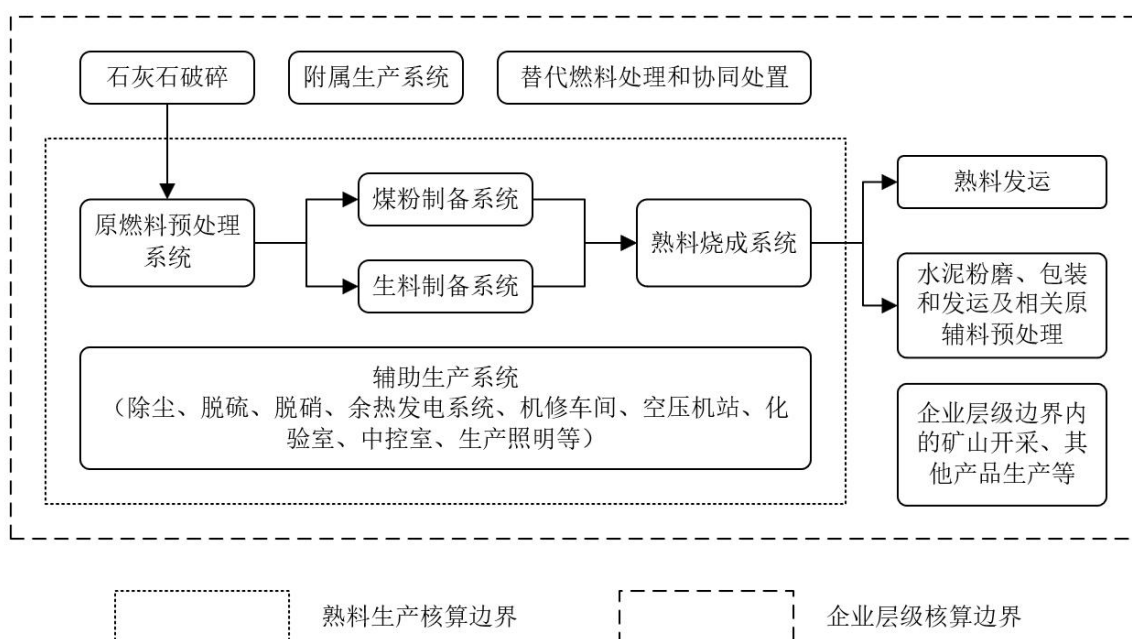 石灰石破碎
附属生产系统
替代燃料处理和协同处置
原燃料预处理
系统
煤粉制备系统
生料制备系统
熟料烧成系统
熟料发运
水泥粉磨、包装
和发运及相关原
辅料预处理
辅助生产系统
（除尘、脱硫、脱硝、余热发电系统、机修车间、空压机站、化
验室、中控室、生产照明等）
企业层级边界内
的矿山开采、其
他产品生产等
熟料生产核算边界
企业层级核算边界